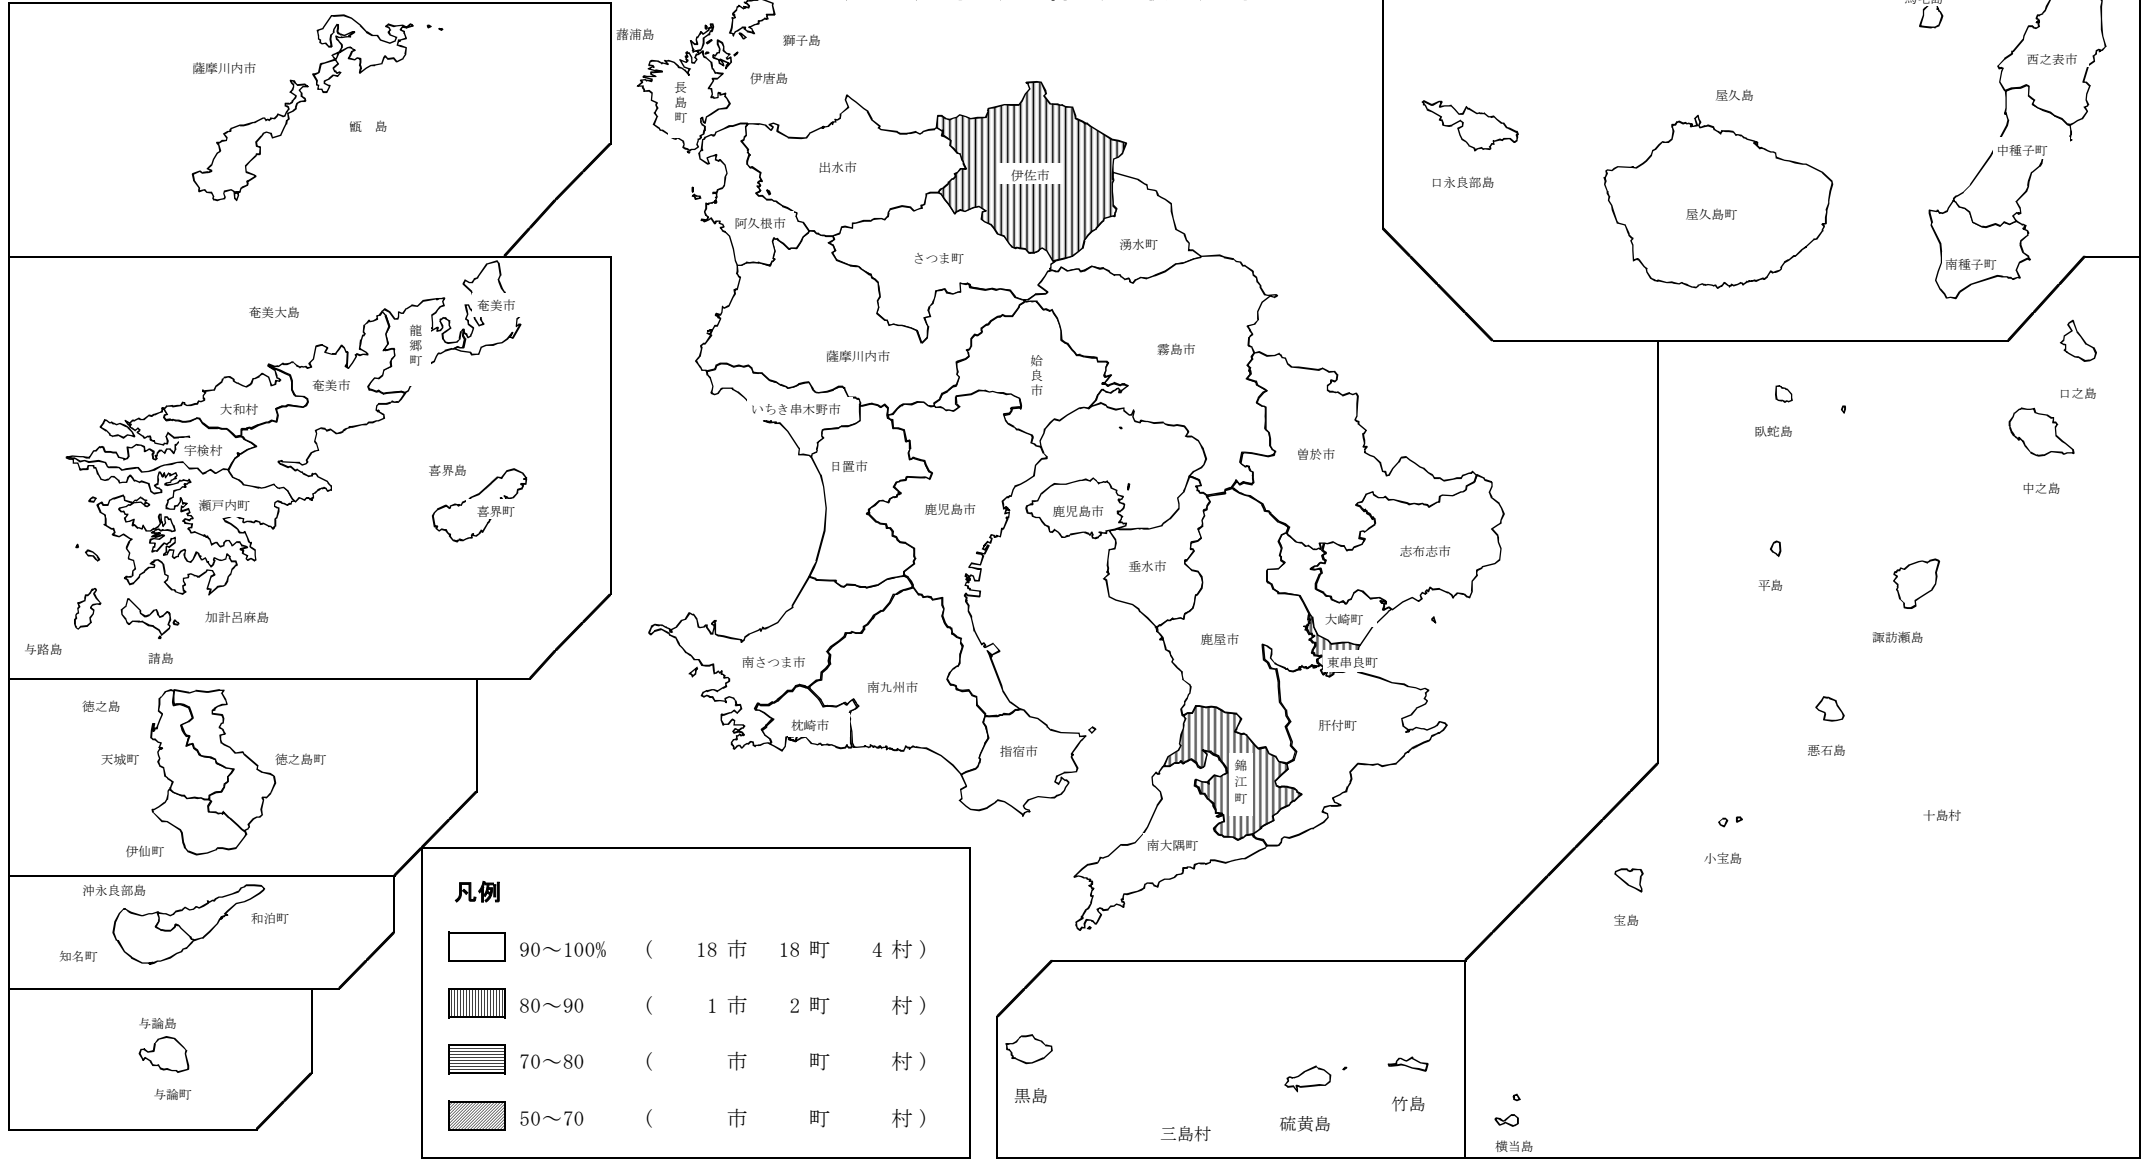 薩摩川内市
甑　島
藷浦島
獅子島
伊唐島
長島町
出水市
阿久根市
伊佐市
湧水町
さつま町
薩摩川内市
姶良市
霧島市
いちき串木野市
日置市
鹿児島市
鹿児島市
曽於市
志布志市
垂水市
大崎町
鹿屋市
東串良町
南さつま市
南九州市
枕崎市
指宿市
肝付町
錦江町
南大隅町
西之表市
屋久島
中種子町
口永良部島
屋久島町
南種子町
奄美大島
奄美市
龍郷町
奄美市
大和村
宇検村
喜界島
瀬戸内町
喜界町
加計呂麻島
与路島
請島
徳之島
天城町
徳之島町
伊仙町
沖永良部島
和泊町
知名町
与論島
与論町
口之島
臥蛇島
中之島
平島
諏訪瀬島
悪石島
十島村
小宝島
宝島
横当島
黒島
硫黄島
竹島
三島村
凡例
90～100% ( 18 市 18 町 4 村 )
80～90 ( 1 市 2 町 村 )
70～80 ( 市 町 村 )
50～70 ( 市 町 村 )